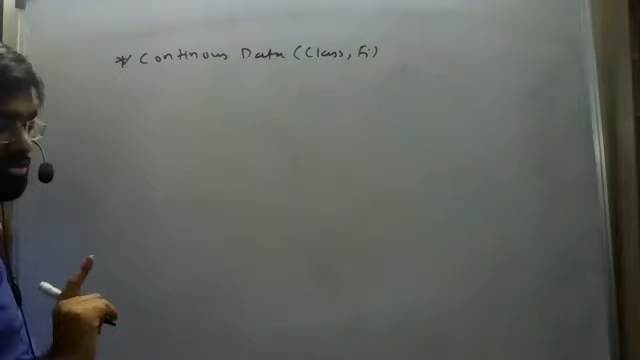 * Continous Data (Class, fi)